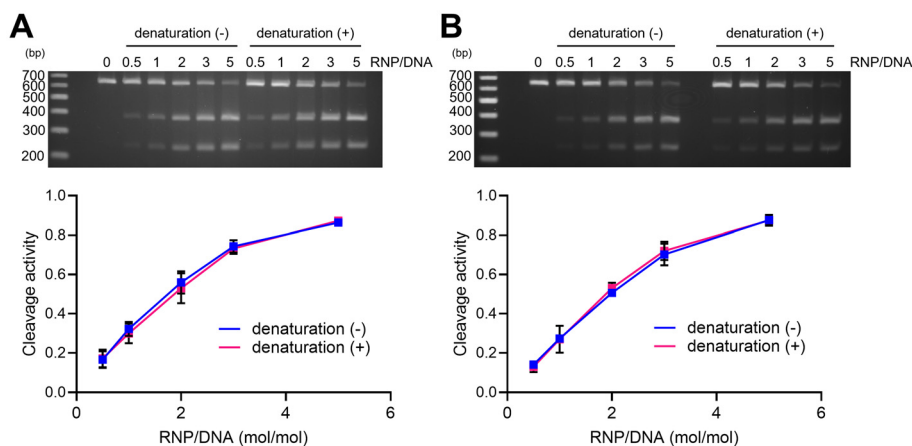 A
denaturation (-) denaturation (+)
(bp) 0 0.5 1 2 3 5 0.5 1 2 3 5 RNP/DNA
700
600
500
400
300
200
1.0
0.8
0.6
0.4
0.2
0.0
Cleavage activity
denaturation (-)
denaturation (+)
0 2 4 6
RNP/DNA (mol/mol)
B
denaturation (-) denaturation (+)
(bp) 0 0.5 1 2 3 5 0.5 1 2 3 5 RNP/DNA
700
600
500
400
300
200
1.0
0.8
0.6
0.4
0.2
0.0
Cleavage activity
denaturation (-)
denaturation (+)
0 2 4 6
RNP/DNA (mol/mol)